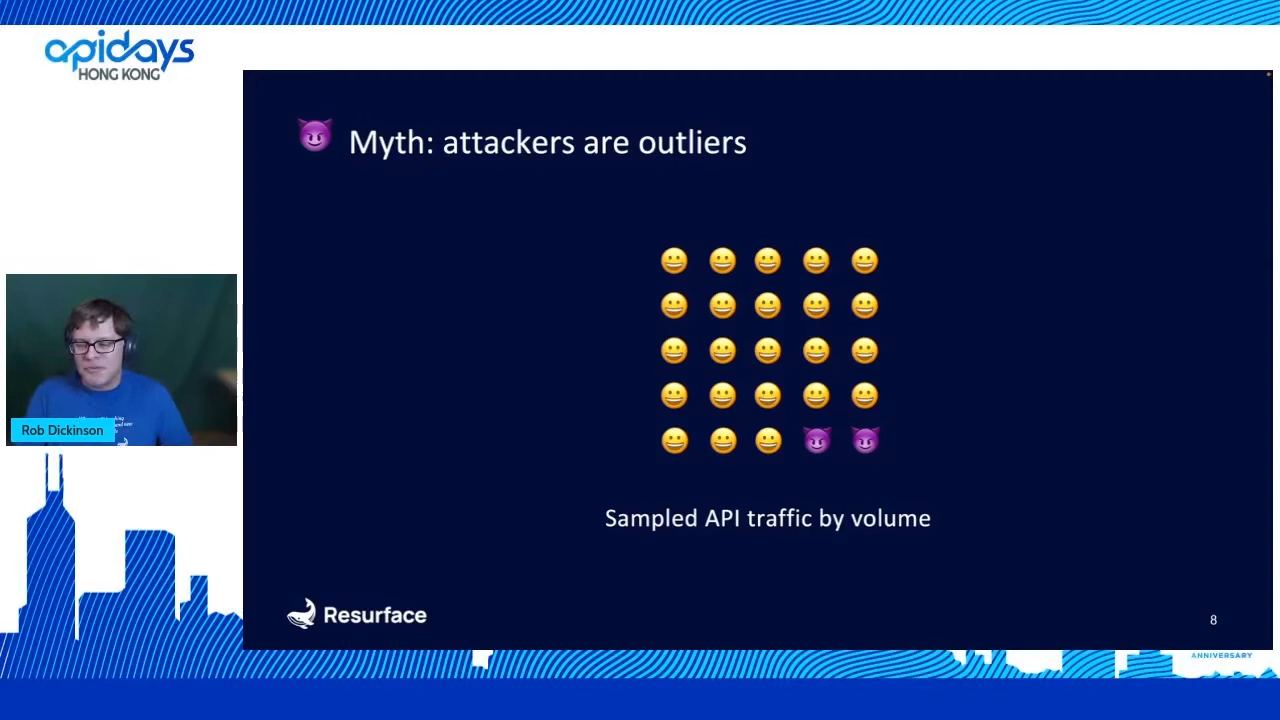 apidays
HONG KONG
Myth: attackers are outliers
Rob Dickinson
Sampled API traffic by volume
Resurface
8
ANNIVERSARY